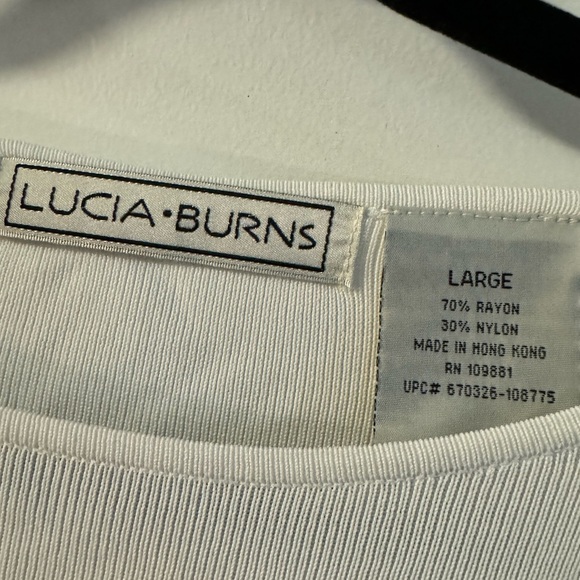 LUCIA•BURNS
LARGE
70% RAYON
30% NYLON
MADE IN HONG KONG
RN 109881
UPC# 670326-108775